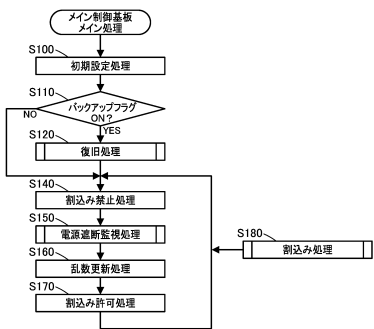 メイン制御基板
メイン処理
S100
初期設定処理
S110
バックアップフラグ
ON?
NO
YES
S120
復旧処理
S140
割込み禁止処理
S150
電源遮断監視処理
S180
割込み処理
S160
乱数更新処理
S170
割込み許可処理